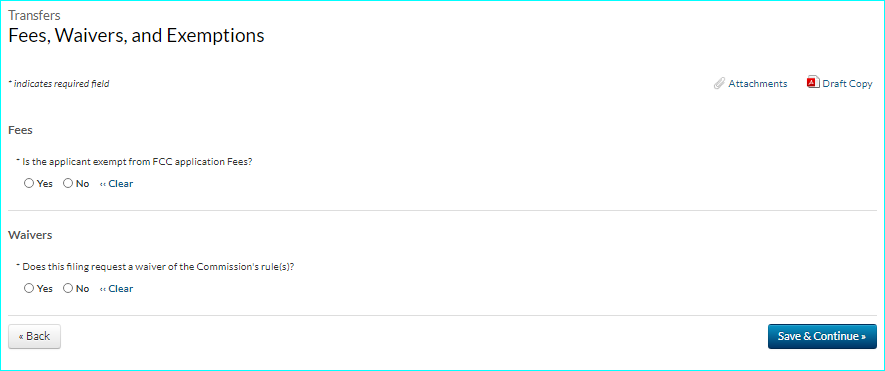 Transfers
Fees, Waivers, and Exemptions
* indicates required field
Attachments Draft Copy
Fees
* Is the applicant exempt from FCC application Fees?
Yes No ‹‹ Clear
Waivers
* Does this filing request a waiver of the Commission's rule(s)?
Yes No ‹‹ Clear
« Back Save & Continue »